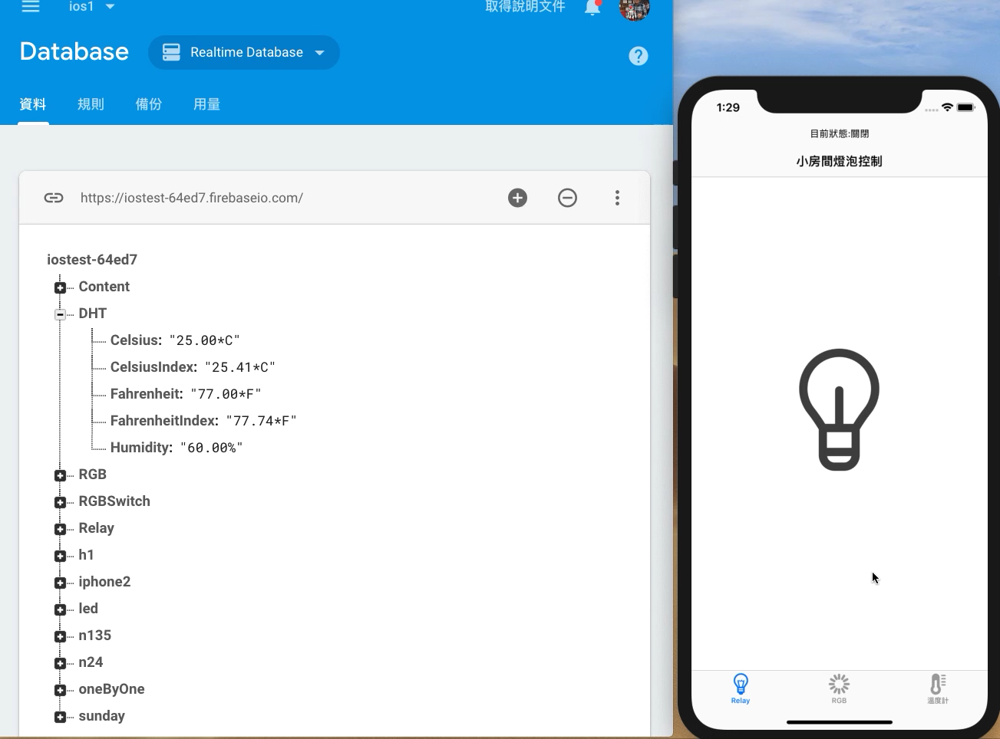 ios1
取得說明文件
Database
Realtime Database
?
資料
規則
備份
用量
https://iostest-64ed7.firebaseio.com/
iostest-64ed7
Content
DHT
Celsius: "25.00*C"
CelsiusIndex: "25.41*C"
Fahrenheit: "77.00*F"
FahrenheitIndex: "77.74*F"
Humidity: "60.00%"
RGB
RGBSwitch
Relay
h1
iphone2
led
n135
n24
oneByOne
sunday
1:29
目前狀態:關閉
小房間燈泡控制
Relay
RGB
溫度計